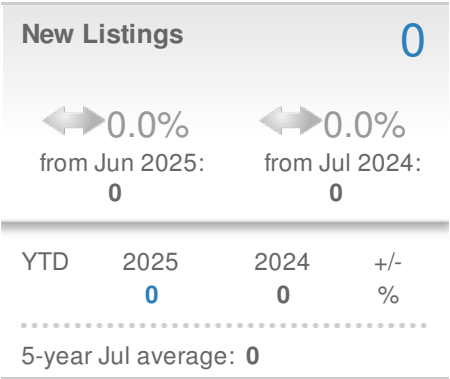 New Listings 0
0.0% 0.0%
from Jun 2025: from Jul 2024:
0 0
YTD 2025 2024 +/-
0 0 %
5-year Jul average: 0